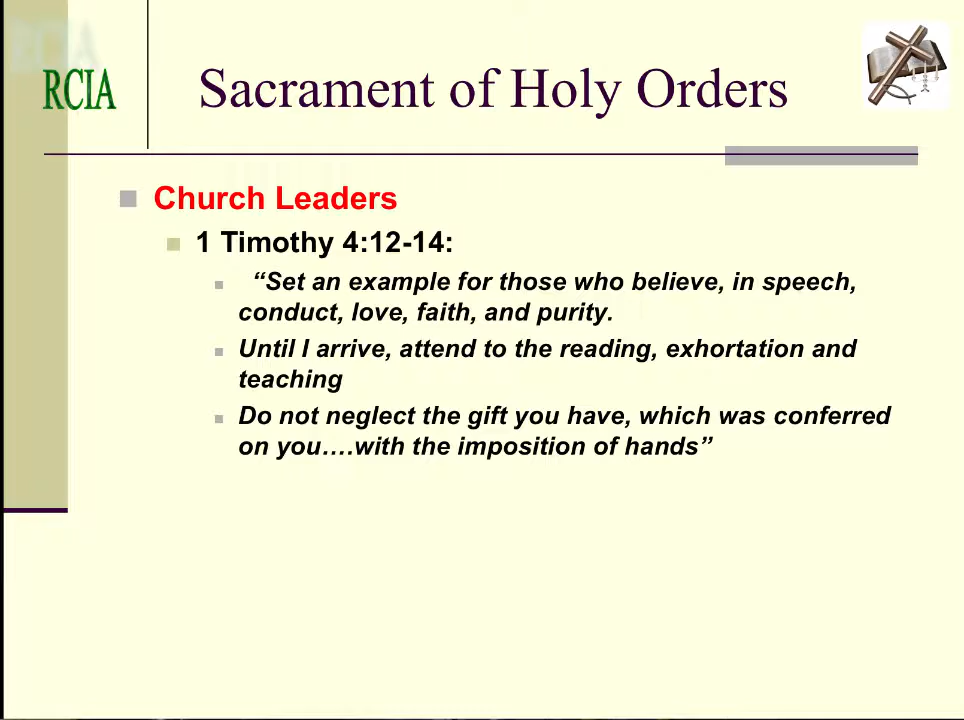 RCIA
RCIA
Sacrament of Holy Orders
Church Leaders
1 Timothy 4:12-14:
“Set an example for those who believe, in speech,
conduct, love, faith, and purity.
Until I arrive, attend to the reading, exhortation and
teaching
Do not neglect the gift you have, which was conferred
on you….with the imposition of hands”